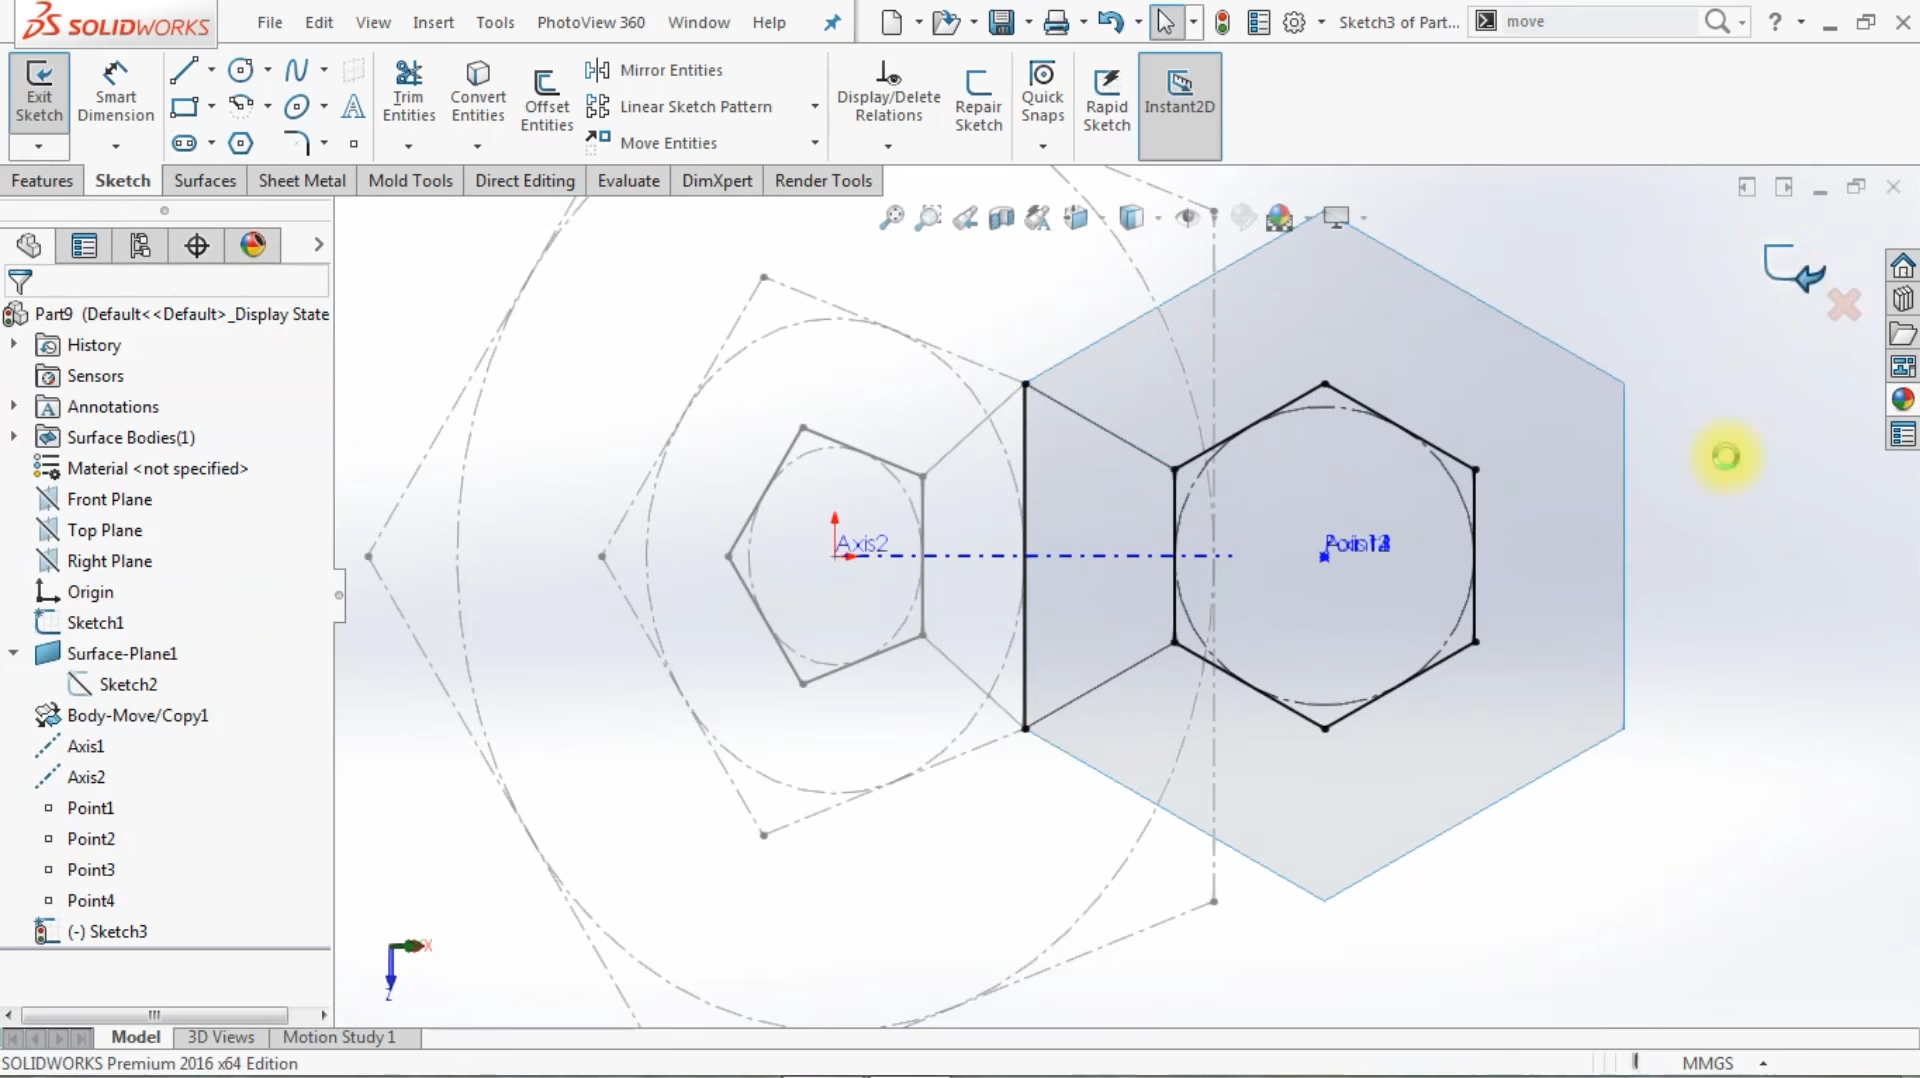 SOLIDWORKS File Edit View Insert Tools PhotoView 360 Window Help Sketch3 of Part... move ?
Exit Sketch
Smart Dimension
Trim Entities
Convert Entities
Offset Entities
Mirror Entities
Linear Sketch Pattern
Move Entities
Display/Delete Relations
Repair Sketch
Quick Snaps
Rapid Sketch
Instant2D
Features Sketch Surfaces Sheet Metal Mold Tools Direct Editing Evaluate DimXpert Render Tools
Part9 (Default<<Default>_Display State
History
Sensors
Annotations
Surface Bodies(1)
Material <not specified>
Front Plane
Top Plane
Right Plane
Origin
Sketch1
Surface-Plane1
Sketch2
Body-Move/Copy1
Axis1
Axis2
Point1
Point2
Point3
Point4
(-) Sketch3
Axis2
X
Z
Model 3D Views Motion Study 1
SOLIDWORKS Premium 2016 x64 Edition MMGS